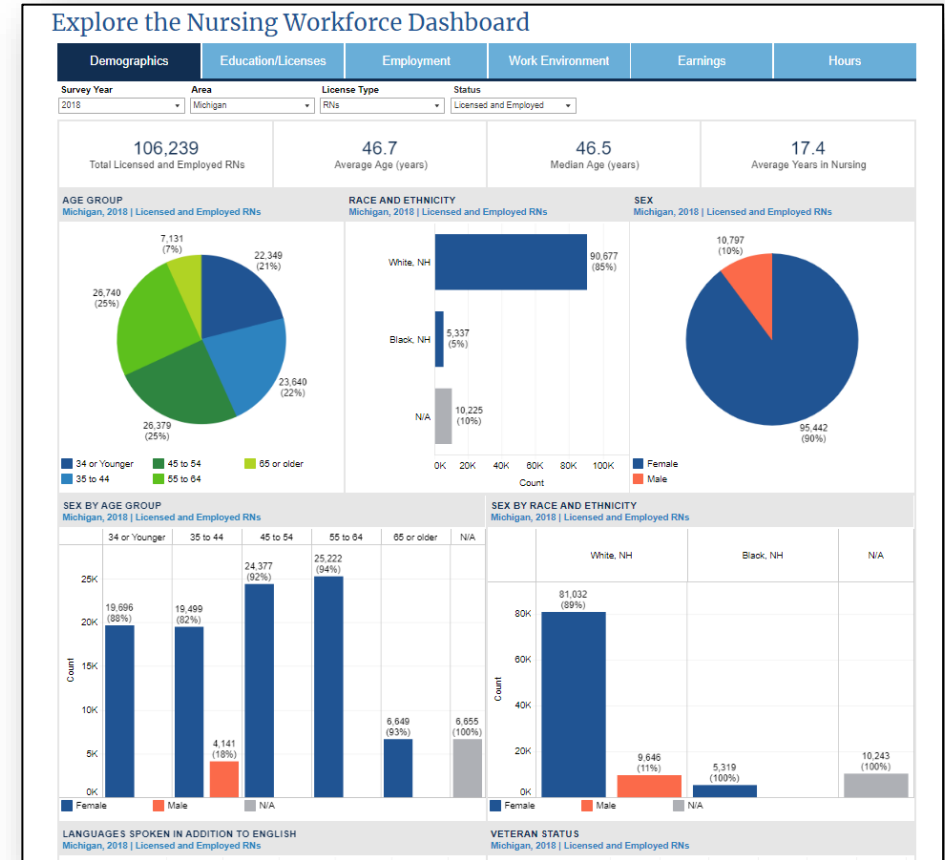 Explore the Nursing Workforce Dashboard
Demographics Education/Licenses Employment Work Environment Earnings Hours
Survey Year Area License Type Status
2018 Michigan RNs Licensed and Employed
106,239 46.7 46.5 17.4
Total Licensed and Employed RNs Average Age (years) Median Age (years) Average Years in Nursing
AGE GROUP
Michigan, 2018 | Licensed and Employed RNs
7,131
(7%)
22,349
(21%)
26,740
(25%)
23,640
(22%)
26,379
(25%)
34 or Younger 45 to 54 65 or older
35 to 44 55 to 64
RACE AND ETHNICITY
Michigan, 2018 | Licensed and Employed RNs
White, NH
90,677
(85%)
Black, NH
5,337
(5%)
N/A
10,225
(10%)
0K 20K 40K 60K 80K 100K
Count
SEX
Michigan, 2018 | Licensed and Employed RNs
10,797
(10%)
95,442
(90%)
Female
Male
SEX BY AGE GROUP
Michigan, 2018 | Licensed and Employed RNs
34 or Younger 35 to 44 45 to 54 55 to 64 65 or older N/A
25K
20K
15K
10K
5K
0K
Count
19,696
(88%)
19,499
(82%)
4,141
(18%)
24,377
(92%)
25,222
(94%)
6,649
(93%)
6,655
(100%)
Female Male N/A
SEX BY RACE AND ETHNICITY
Michigan, 2018 | Licensed and Employed RNs
White, NH Black, NH N/A
80K
60K
40K
20K
0K
Count
81,032
(89%)
9,646
(11%)
5,319
(100%)
10,243
(100%)
Female Male N/A
LANGUAGES SPOKEN IN ADDITION TO ENGLISH
Michigan, 2018 | Licensed and Employed RNs
VETERAN STATUS
Michigan, 2018 | Licensed and Employed RNs